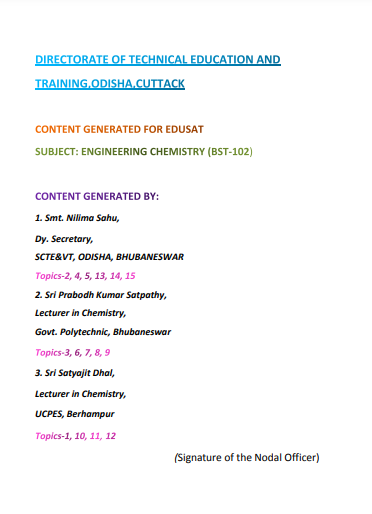 DIRECTORATE OF TECHNICAL EDUCATION AND
TRAINING,ODISHA,CUTTACK
CONTENT GENERATED FOR EDUSAT
SUBJECT: ENGINEERING CHEMISTRY (BST-102)
CONTENT GENERATED BY:
1. Smt. Nilima Sahu,
Dy. Secretary,
SCTE&VT, ODISHA, BHUBANESWAR
Topics-2, 4, 5, 13, 14, 15
2. Sri Prabodh Kumar Satpathy,
Lecturer in Chemistry,
Govt. Polytechnic, Bhubaneswar
Topics-3, 6, 7, 8, 9
3. Sri Satyajit Dhal,
Lecturer in Chemistry,
UCPES, Berhampur
Topics-1, 10, 11, 12
(Signature of the Nodal Officer)